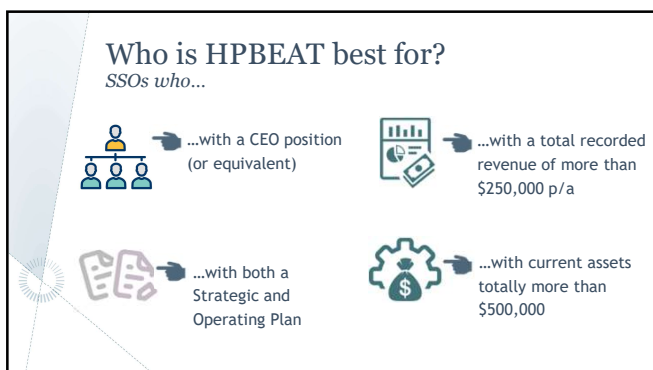 Who is HPBEAT best for?
SSOs who...
...with a CEO position
(or equivalent)
...with a total recorded
revenue of more than
$250,000 p/a
...with both a
Strategic and
Operating Plan
...with current assets
totally more than
$500,000